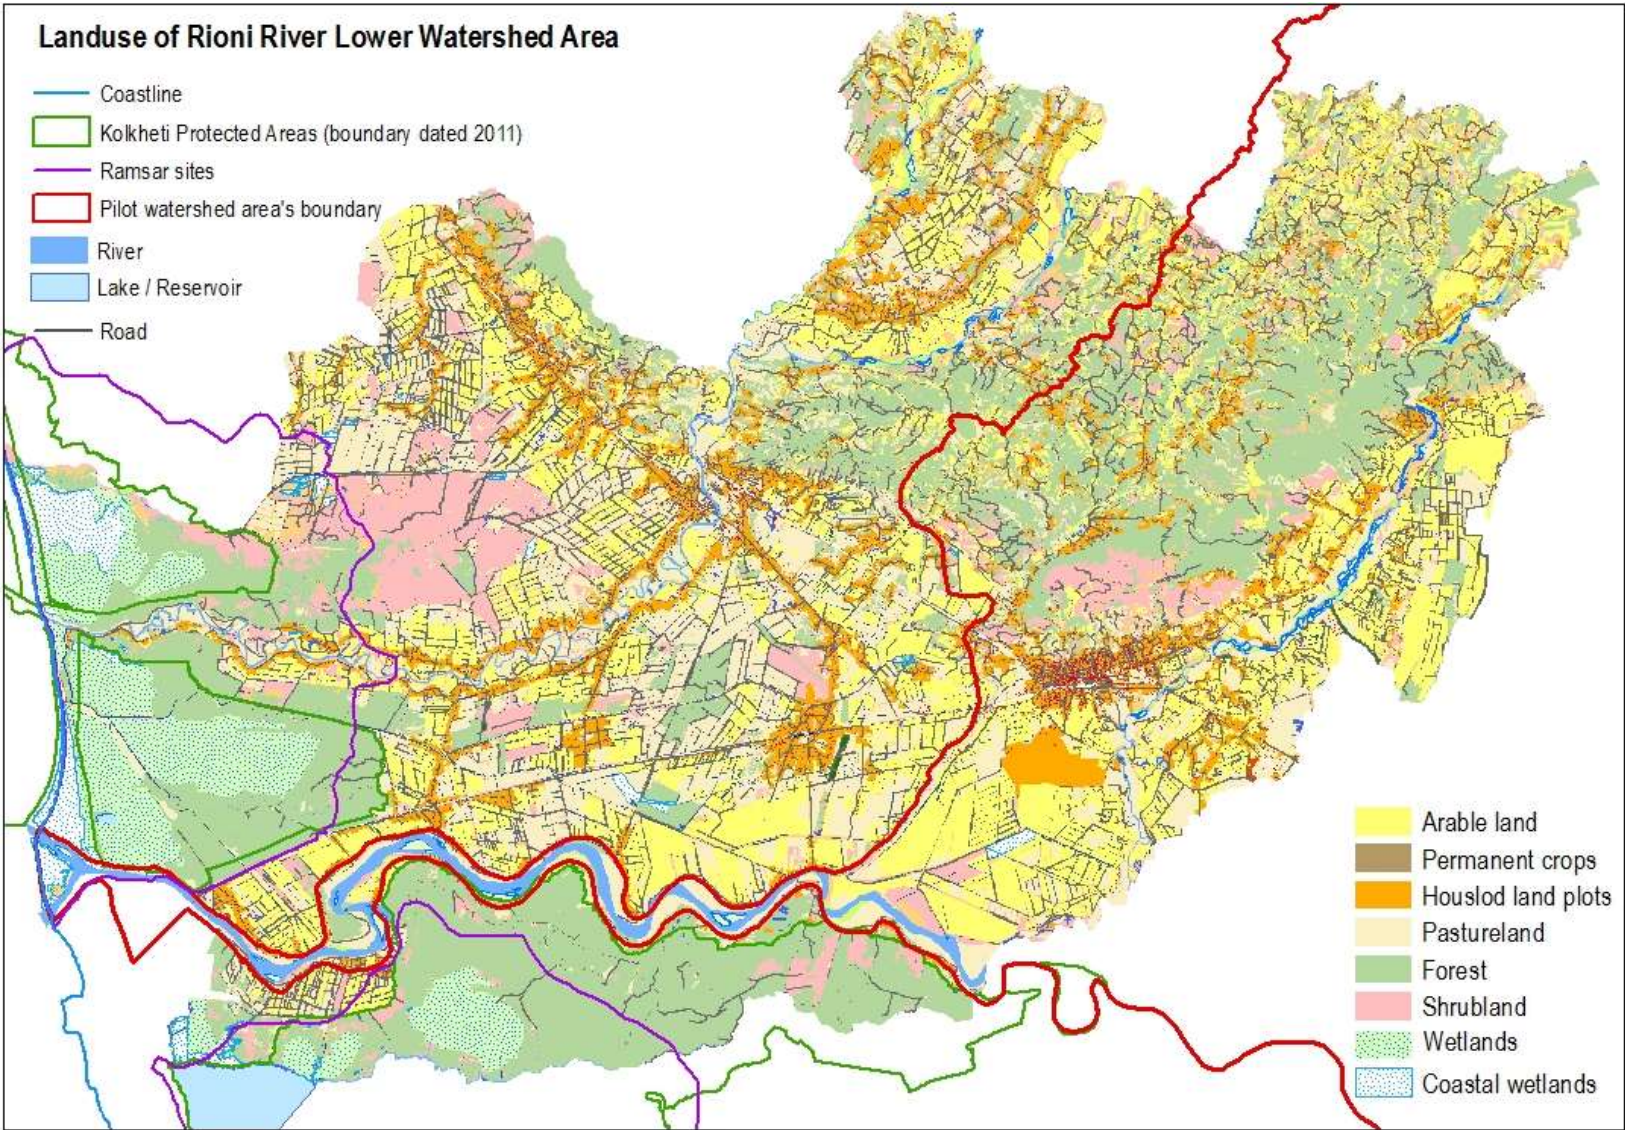 Landuse of Rioni River Lower Watershed Area
Coastline
Kolkheti Protected Areas (boundary dated 2011)
Ramsar sites
Pilot watershed area's boundary
River
Lake / Reservoir
Road
Arable land
Permanent crops
Houslod land plots
Pastureland
Forest
Shrubland
Wetlands
Coastal wetlands